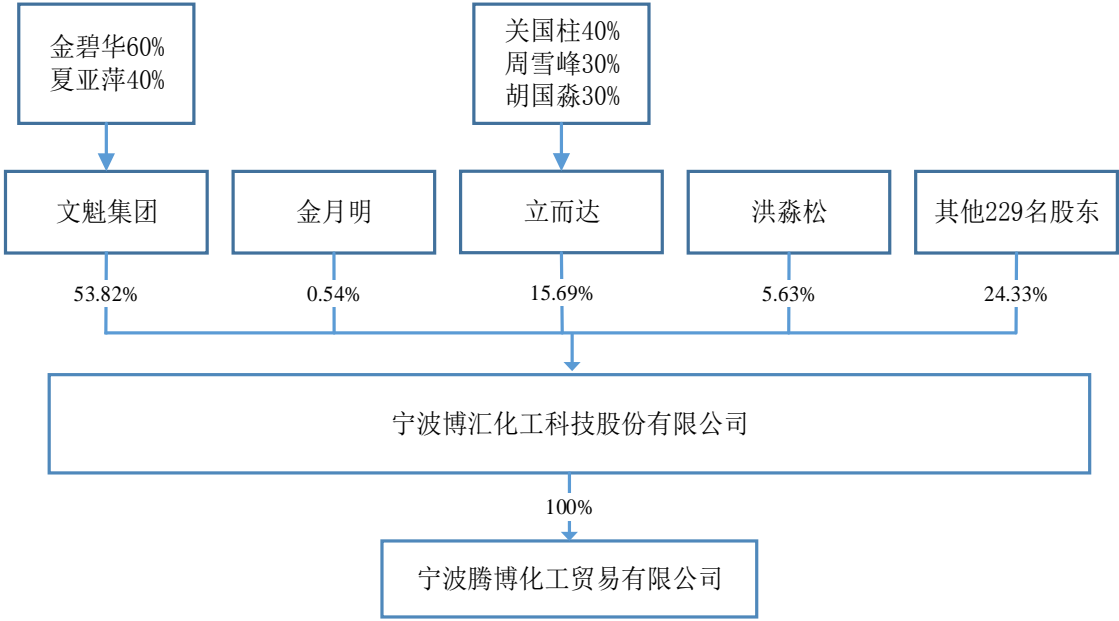 金碧华60%
夏亚萍40%
关国柱40%
周雪峰30%
胡国淼30%
文魁集团
金月明
立而达
洪淼松
其他229名股东
53.82%
0.54%
15.69%
5.63%
24.33%
宁波博汇化工科技股份有限公司
100%
宁波腾博化工贸易有限公司